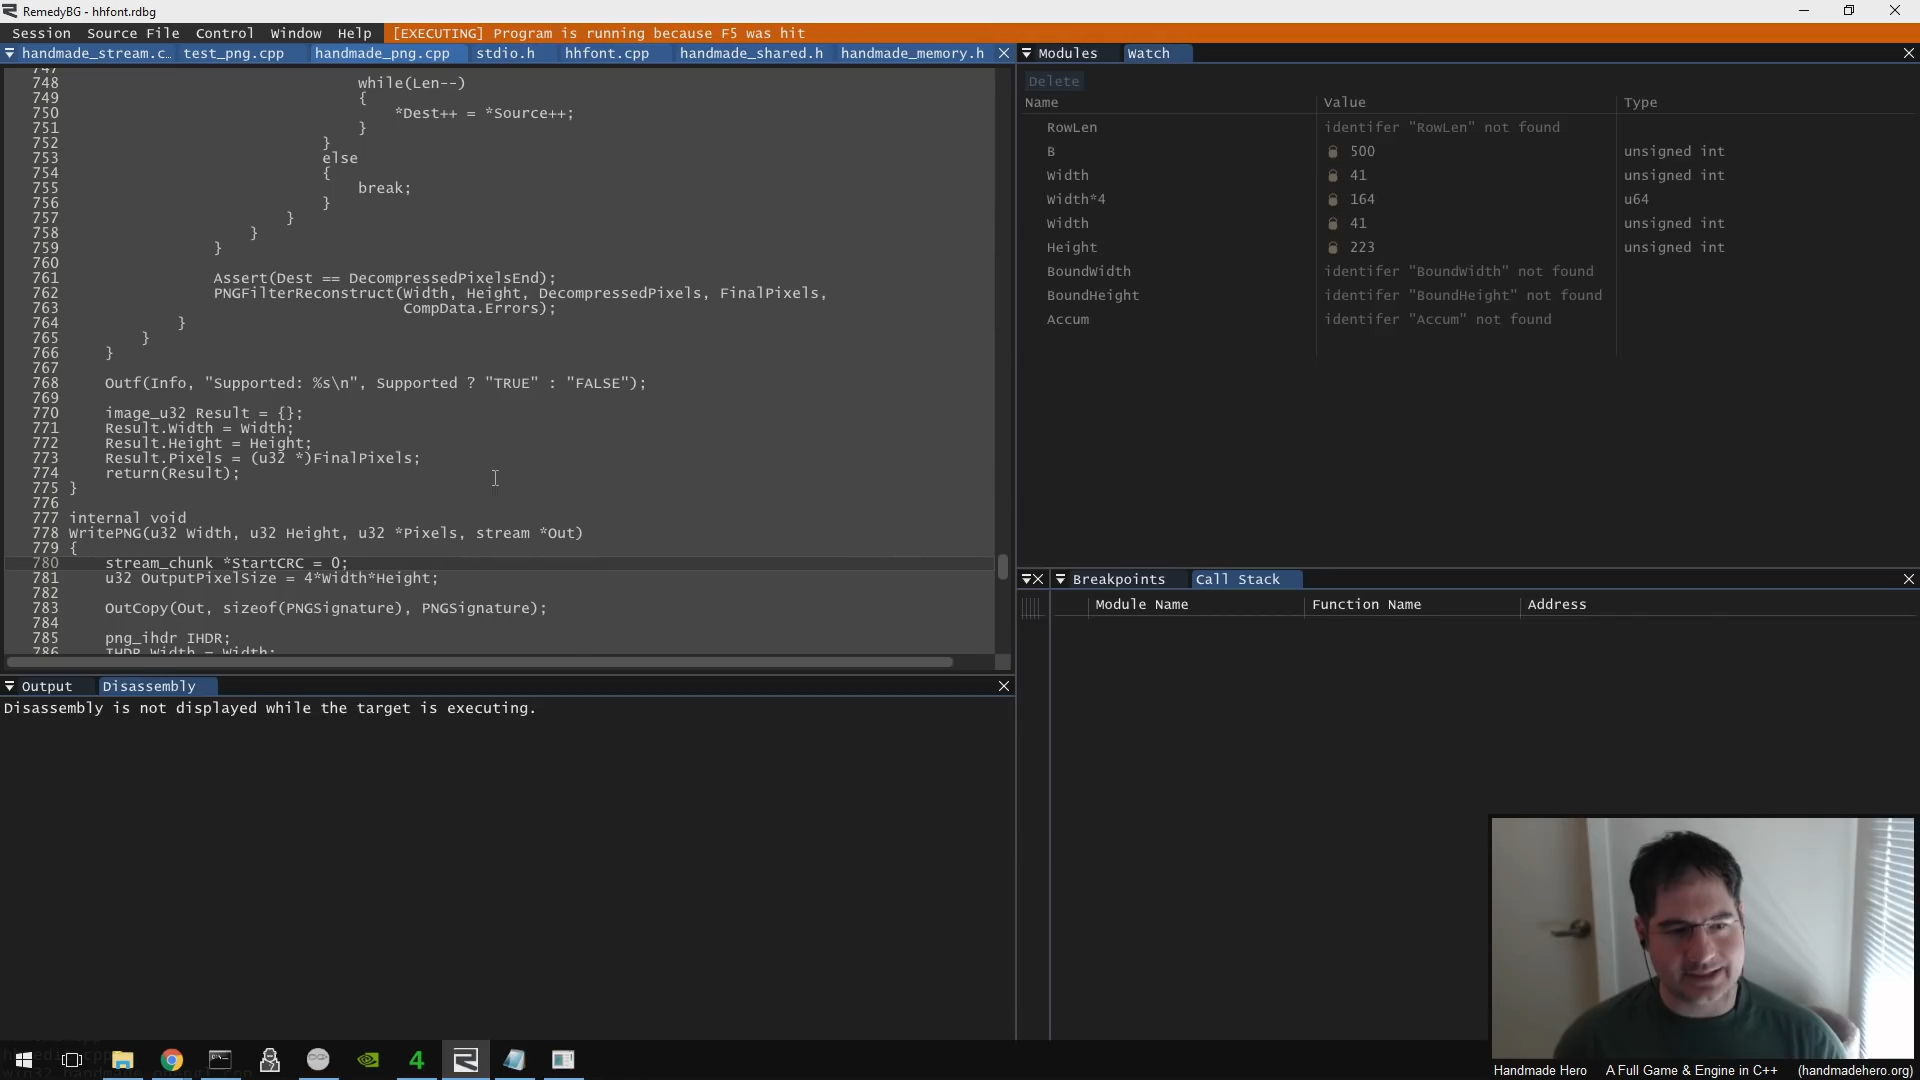 RemedyBG - hhfont.rdbg
Session Source File Control Window Help [EXECUTING] Program is running because F5 was hit
handmade_stream.c… test_png.cpp handmade_png.cpp stdio.h hhfont.cpp handmade_shared.h handmade_memory.h
747
748 while(Len--)
749 {
750 *Dest++ = *Source++;
751 }
752 }
753 else
754 {
755 break;
756 }
757 }
758 }
759 }
760
761 Assert(Dest == DecompressedPixelsEnd);
762 PNGFilterReconstruct(Width, Height, DecompressedPixels, FinalPixels,
763 CompData.Errors);
764 }
765 }
766 }
767
768 Outf(Info, "Supported: %s\n", Supported ? "TRUE" : "FALSE");
769
770 image_u32 Result = {};
771 Result.Width = Width;
772 Result.Height = Height;
773 Result.Pixels = (u32 *)FinalPixels;
774 return(Result);
775 }
776
777 internal void
778 WritePNG(u32 Width, u32 Height, u32 *Pixels, stream *Out)
779 {
780 stream_chunk *StartCRC = 0;
781 u32 OutputPixelSize = 4*Width*Height;
782
783 OutCopy(Out, sizeof(PNGSignature), PNGSignature);
784
785 png_ihdr IHDR;
786 IHDR.Width = Width;
Modules Watch
Delete
Name Value Type
RowLen identifer "RowLen" not found
B 500 unsigned int
Width 41 unsigned int
Width*4 164 u64
Width 41 unsigned int
Height 223 unsigned int
BoundWidth identifer "BoundWidth" not found
BoundHeight identifer "BoundHeight" not found
Accum identifer "Accum" not found
Breakpoints Call Stack
Module Name Function Name Address
Output Disassembly
Disassembly is not displayed while the target is executing.
4
Handmade Hero A Full Game & Engine in C++ (handmadehero.org)